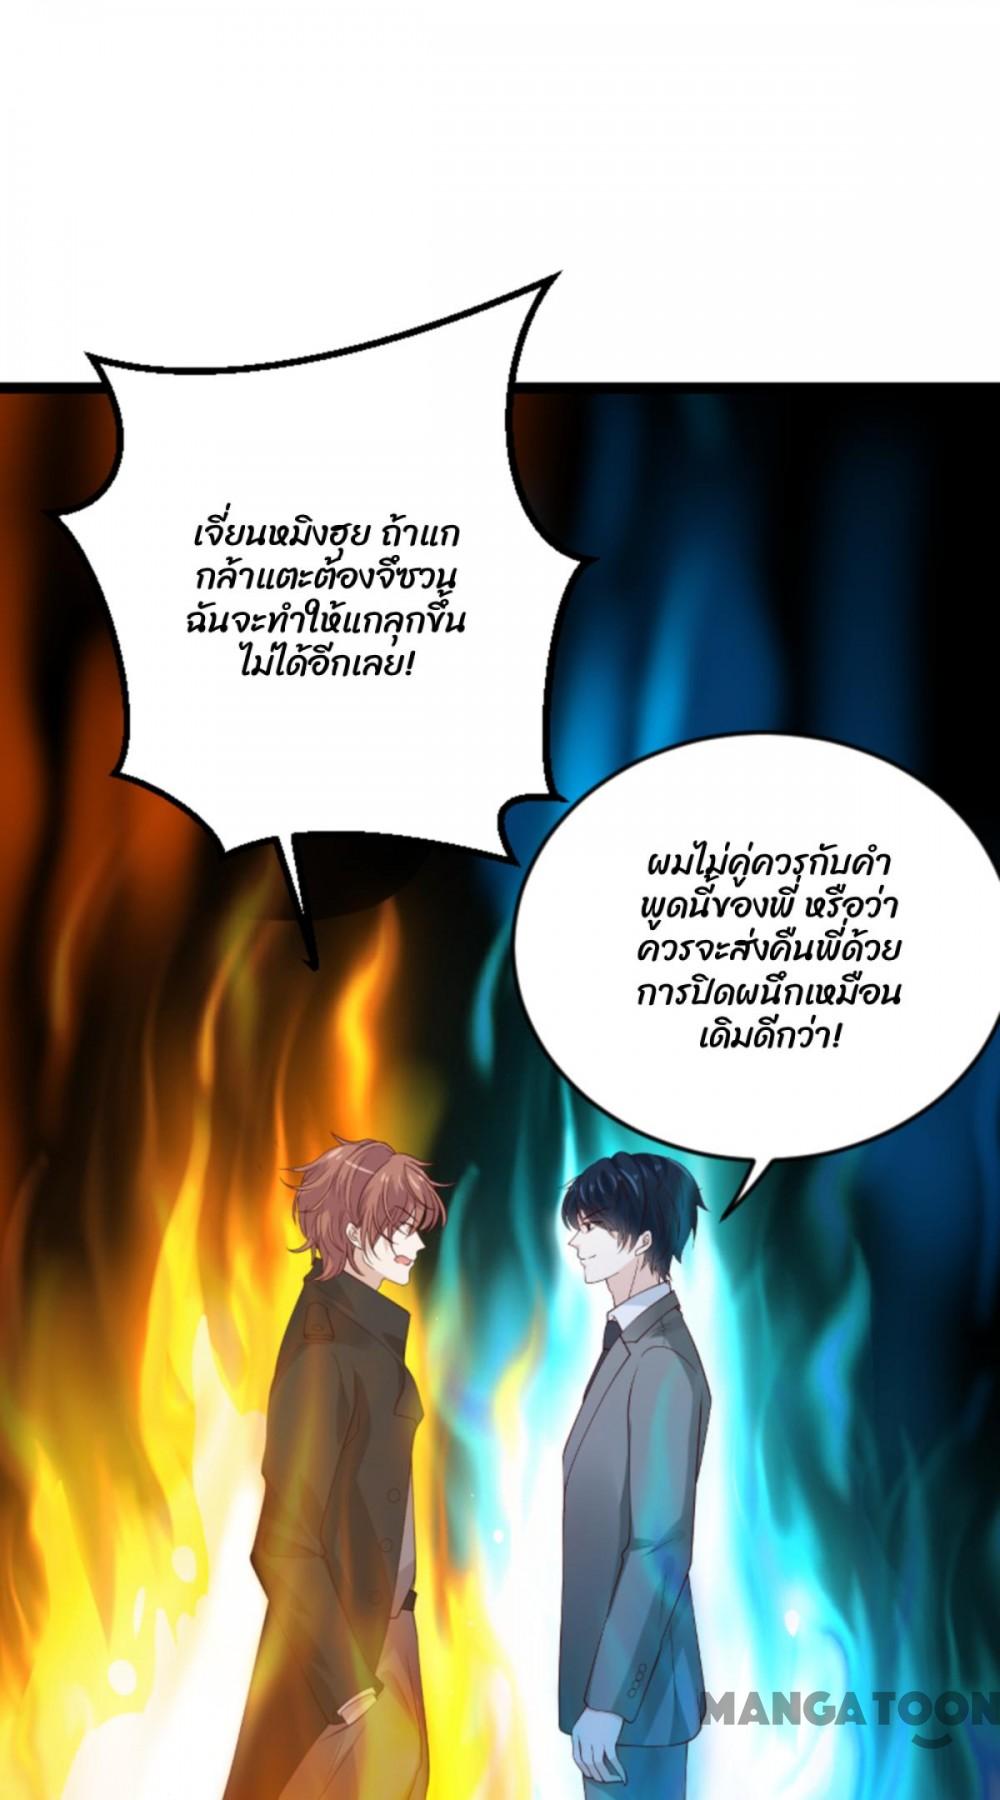 เจี่ยนหมิงฮุย ถ้าแก
กล้าแตะต้องจึซวน
ฉันจะทำให้แกลุกขึ้น
ไม่ได้อีกเลย!
ผมไม่คู่ควรกับคำ
พูดนี้ของพี่ หรือว่า
ควรจะส่งคืนพี่ด้วย
การปิดผนึกเหมือน
เดิมดีกว่า!
MANGATOON